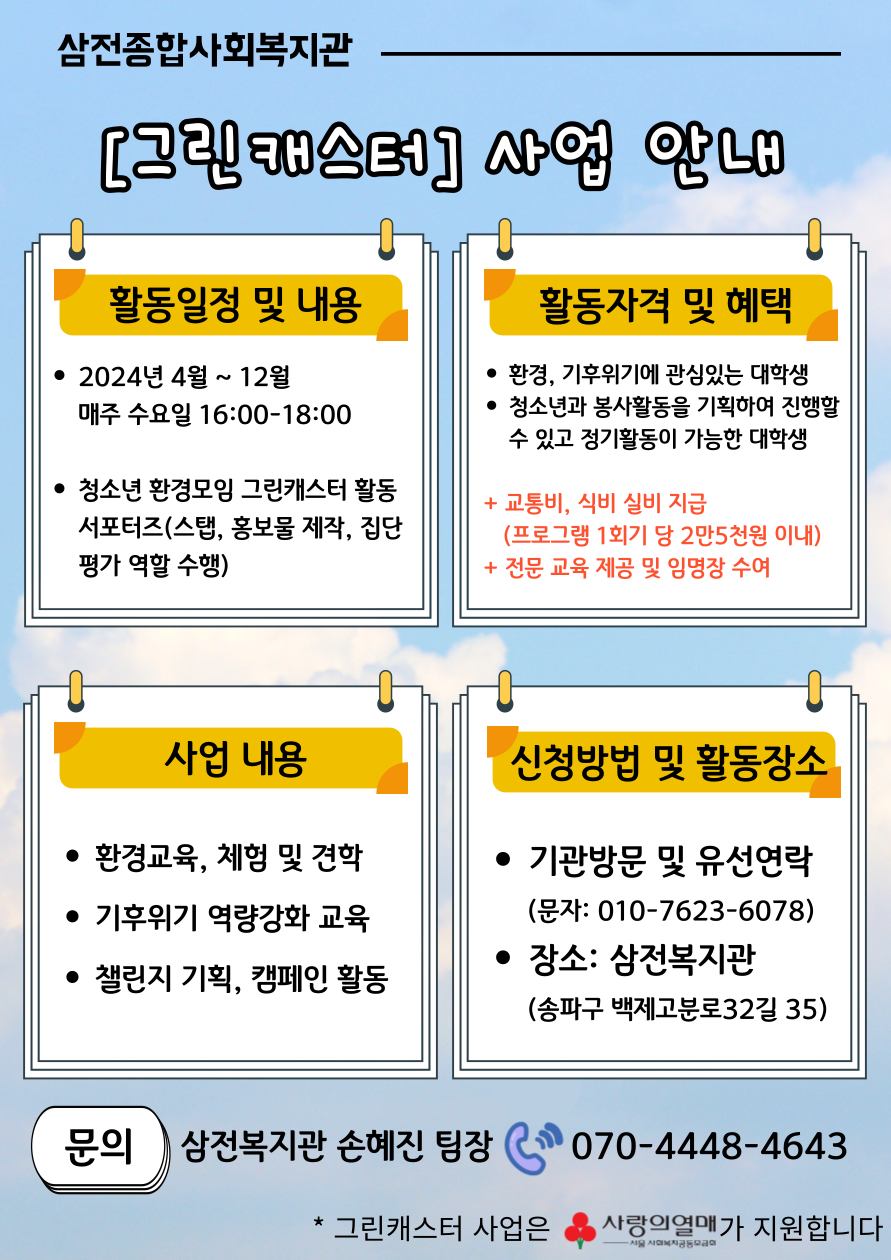 삼전종합사회복지관
[그린캐스터] 사업 안내
활동일정 및 내용
• 2024년 4월 ~ 12월
매주 수요일 16:00-18:00
• 청소년 환경모임 그린캐스터 활동
서포터즈(스탭, 홍보물 제작, 집단
평가 역할 수행)
활동자격 및 혜택
• 환경, 기후위기에 관심있는 대학생
• 청소년과 봉사활동을 기획하여 진행할
수 있고 정기활동이 가능한 대학생
+ 교통비, 식비 실비 지급
(프로그램 1회기 당 2만5천원 이내)
+ 전문 교육 제공 및 임명장 수여
사업 내용
• 환경교육, 체험 및 견학
• 기후위기 역량강화 교육
• 챌린지 기획, 캠페인 활동
신청방법 및 활동장소
• 기관방문 및 유선연락
(문자: 010-7623-6078)
• 장소: 삼전복지관
(송파구 백제고분로32길 35)
문의 삼전복지관 손혜진 팀장 070-4448-4643
* 그린캐스터 사업은 사랑의열매가 지원합니다
서울 사회복지공동모금회